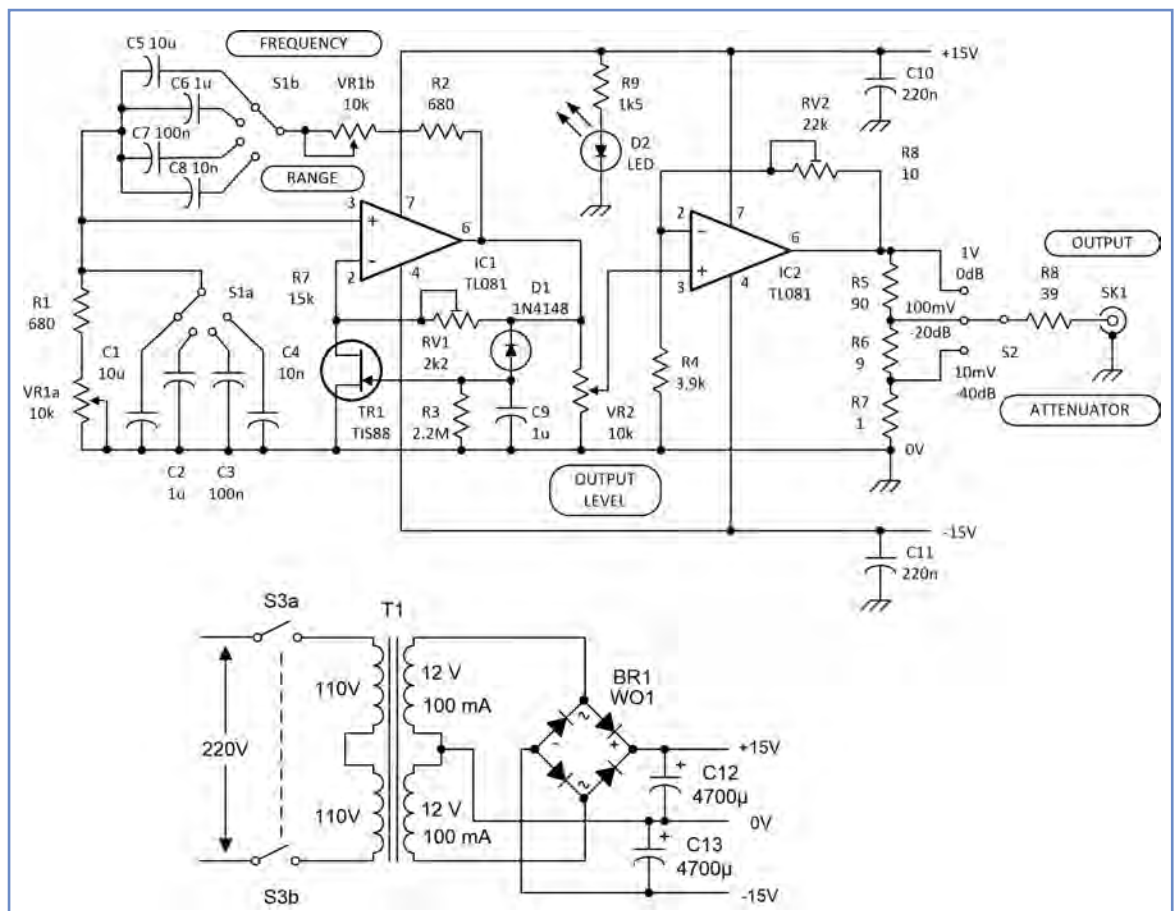 C5 10u
FREQUENCY
C6 1u
S1b
VR1b
10k
R2
680
C7 100n
C8 10n
RANGE
R9
1k5
D2
LED
+15V
C10
220n
RV2
22k
R8
10
3
+
7
6
-
2
4
IC1
TL081
2
-
7
6
+
3
4
IC2
TL081
R1
680
S1a
R7
15k
C1
10u
C4
10n
VR1a
10k
C2
1u
C3
100n
RV1
2k2
D1
1N4148
TR1
TiS88
R3
2.2M
C9
1u
VR2
10k
R4
3,9k
OUTPUT
LEVEL
1V
0dB
R5
90
100mV
-20dB
R6
9
10mV
-40dB
S2
R7
1
0V
OUTPUT
R8
39
SK1
ATTENUATOR
-15V
C11
220n
S3a
T1
110V
12 V
100 mA
220V
110V
12 V
100 mA
S3b
BR1
WO1
~
-
+
~
+15V
+
C12
4700µ
0V
+
C13
4700µ
-15V